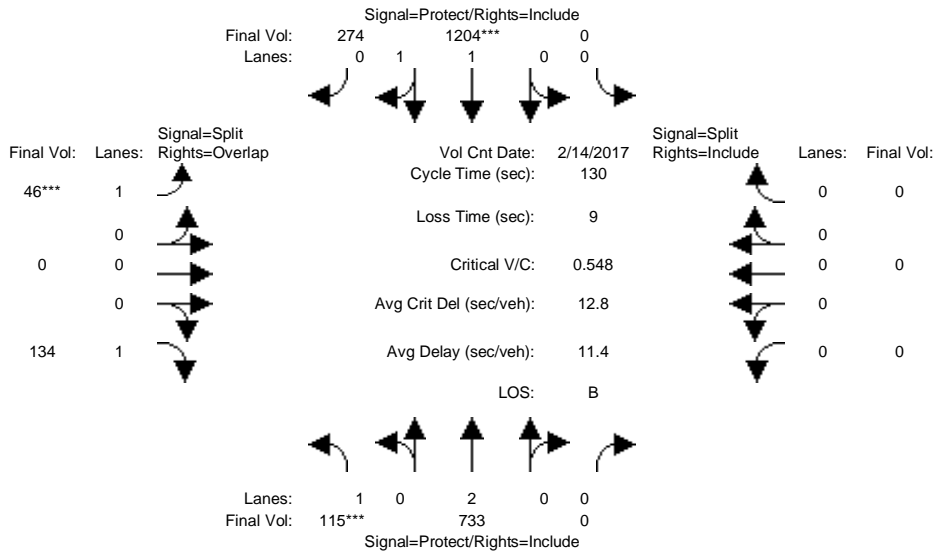 Signal=Protect/Rights=Include
Final Vol: 274 1204*** 0
Lanes: 0 1 1 0 0
Signal=Split Signal=Split
Final Vol: Lanes: Rights=Overlap Vol Cnt Date: 2/14/2017 Rights=Include Lanes: Final Vol:
Cycle Time (sec): 130
46*** 1 0 0
Loss Time (sec): 9
0 0
0 0 Critical V/C: 0.548 0 0
0 Avg Crit Del (sec/veh): 12.8 0
134 1 Avg Delay (sec/veh): 11.4 0 0
LOS: B
Lanes: 1 0 2 0 0
Final Vol: 115*** 733 0
Signal=Protect/Rights=Include